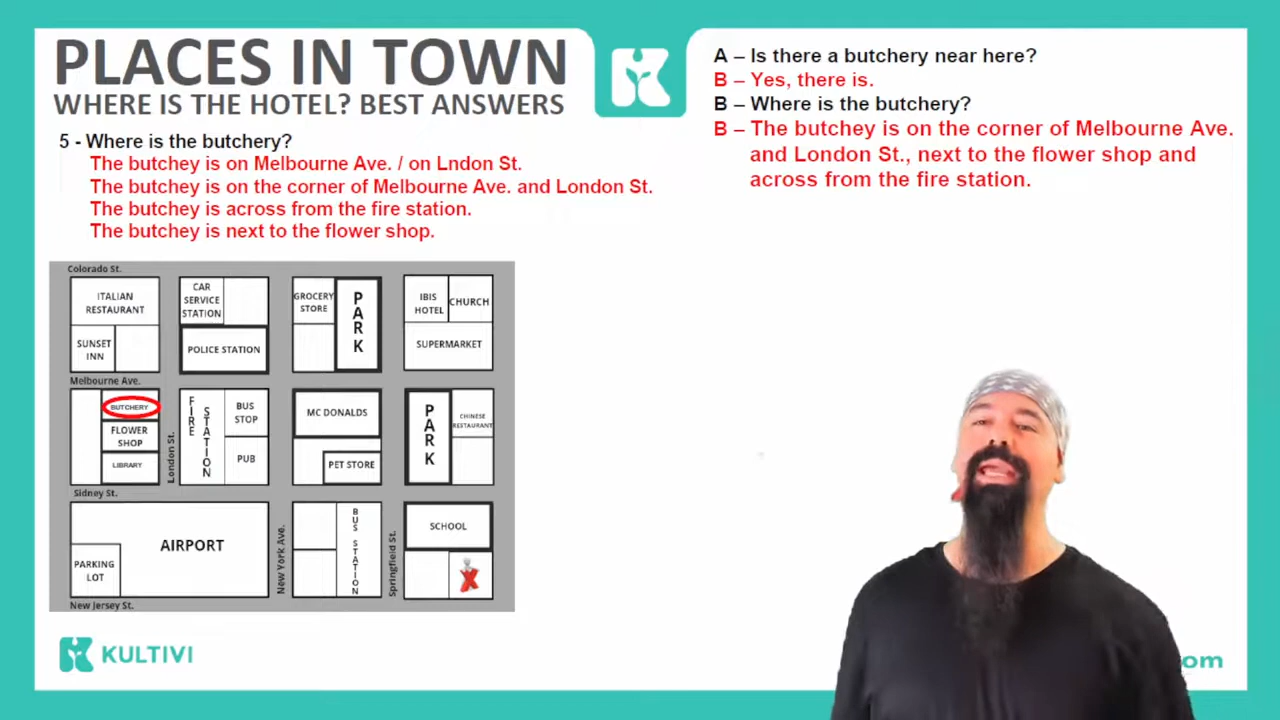 PLACES IN TOWN
WHERE IS THE HOTEL? BEST ANSWERS
5 - Where is the butchery?
The butchey is on Melbourne Ave. / on Lndon St.
The butchey is on the corner of Melbourne Ave. and London St.
The butchey is across from the fire station.
The butchey is next to the flower shop.
A – Is there a butchery near here?
B – Yes, there is.
B – Where is the butchery?
B – The butchey is on the corner of Melbourne Ave.
and London St., next to the flower shop and
across from the fire station.
Colorado St.
ITALIAN
RESTAURANT
SUNSET
INN
CAR
SERVICE
STATION
POLICE STATION
GROCERY
STORE
PARK
IBIS
HOTEL
CHURCH
SUPERMARKET
Melbourne Ave.
BUTCHERY
FLOWER
SHOP
LIBRARY
London St.
FIRE
STATION
BUS
STOP
PUB
MC DONALDS
PET STORE
PARK
CHINESE
RESTAURANT
Sidney St.
AIRPORT
PARKING
LOT
New York Ave.
BUS STATION
Springfield St.
SCHOOL
X
New Jersey St.
KULTIVI
om